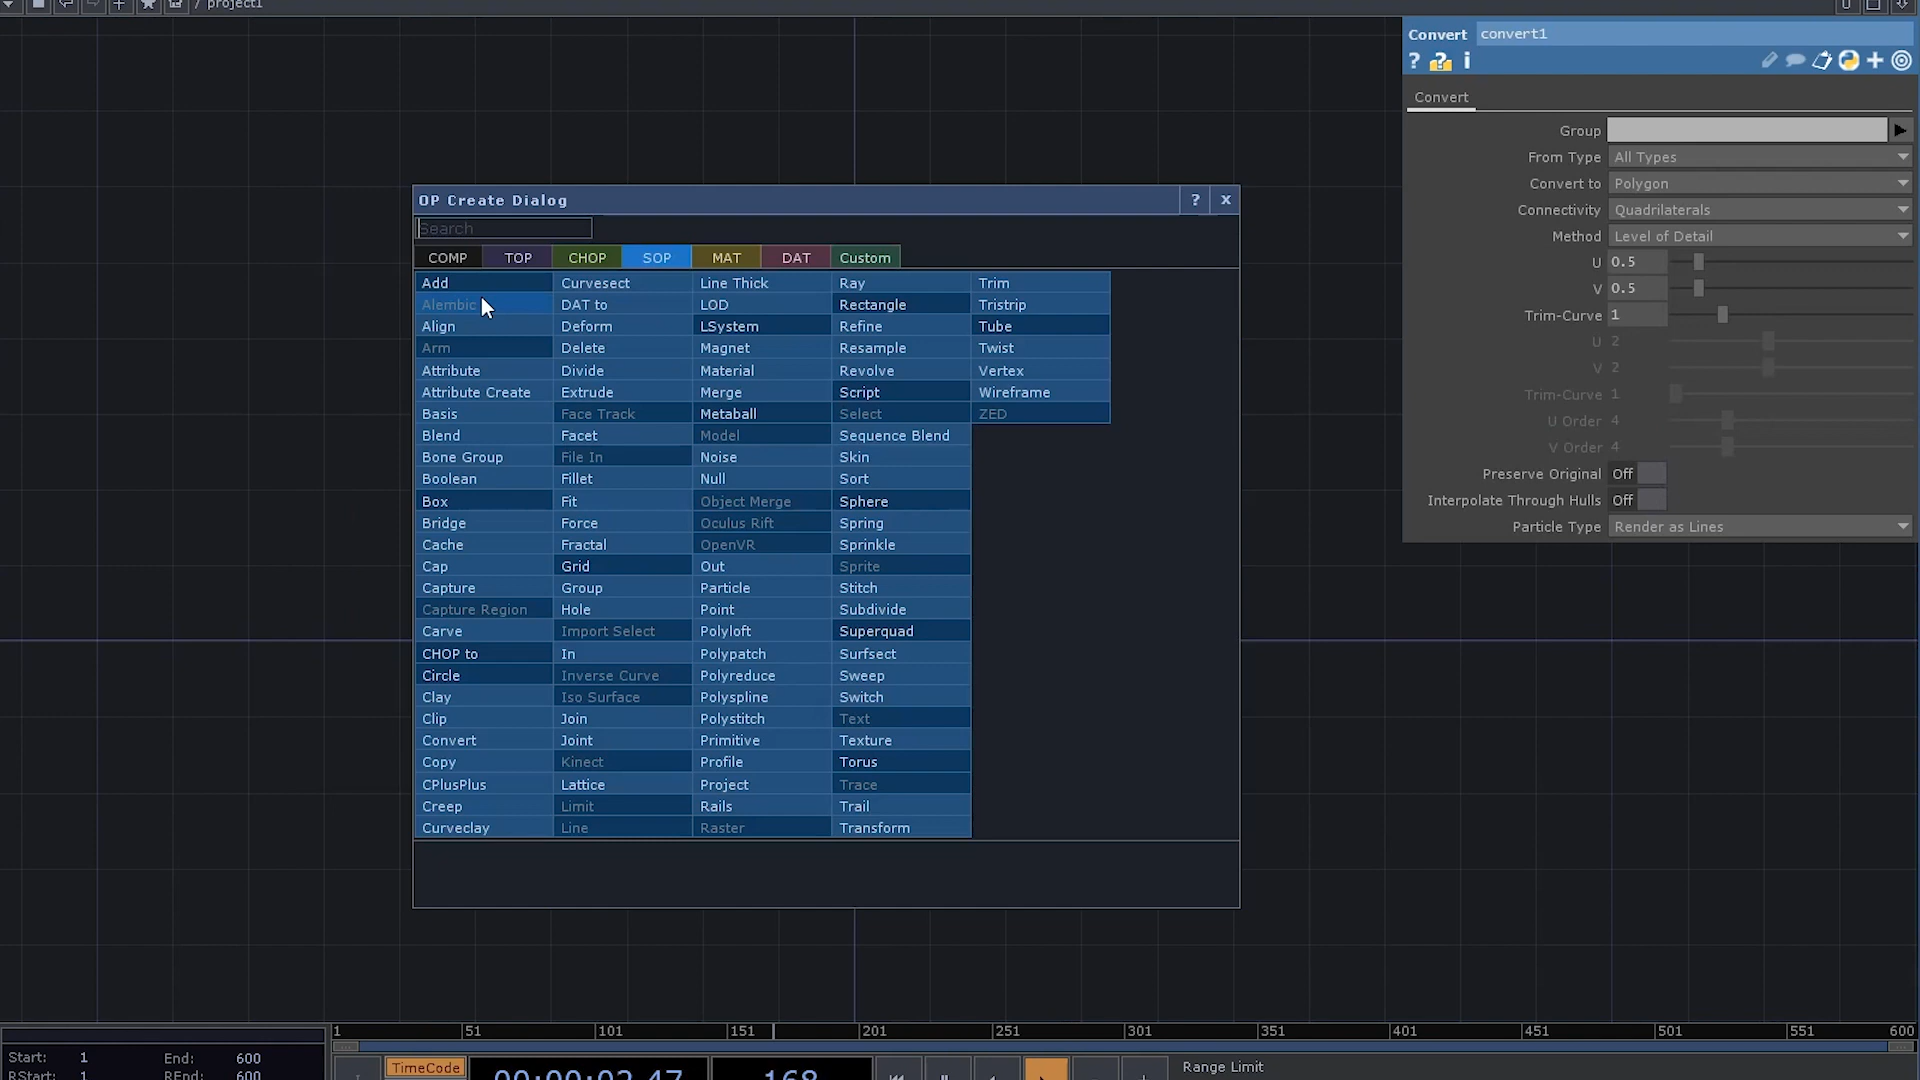 / project1
Convert convert1
? ? i
Convert
Group
From Type All Types
Convert to Polygon
Connectivity Quadrilaterals
Method Level of Detail
U 0.5
V 0.5
Trim-Curve 1
U 2
V 2
Trim-Curve 1
U Order 4
V Order 4
Preserve Original Off
Interpolate Through Hulls Off
Particle Type Render as Lines
OP Create Dialog ? x
Search
COMP TOP CHOP SOP MAT DAT Custom
Add Curvesect Line Thick Ray Trim
Alembic DAT to LOD Rectangle Tristrip
Align Deform LSystem Refine Tube
Arm Delete Magnet Resample Twist
Attribute Divide Material Revolve Vertex
Attribute Create Extrude Merge Script Wireframe
Basis Face Track Metaball Select ZED
Blend Facet Model Sequence Blend
Bone Group File In Noise Skin
Boolean Fillet Null Sort
Box Fit Object Merge Sphere
Bridge Force Oculus Rift Spring
Cache Fractal OpenVR Sprinkle
Cap Grid Out Sprite
Capture Group Particle Stitch
Capture Region Hole Point Subdivide
Carve Import Select Polyloft Superquad
CHOP to In Polypatch Surfsect
Circle Inverse Curve Polyreduce Sweep
Clay Iso Surface Polyspline Switch
Clip Join Polystitch Text
Convert Joint Primitive Texture
Copy Kinect Profile Torus
CPlusPlus Lattice Project Trace
Creep Limit Rails Trail
Curveclay Line Raster Transform
1 51 101 151 201 251 301 351 401 451 501 551 600
Start: 1 End: 600
RStart: 1 REnd: 600
TimeCode 00:00:02.47 168 Range Limit